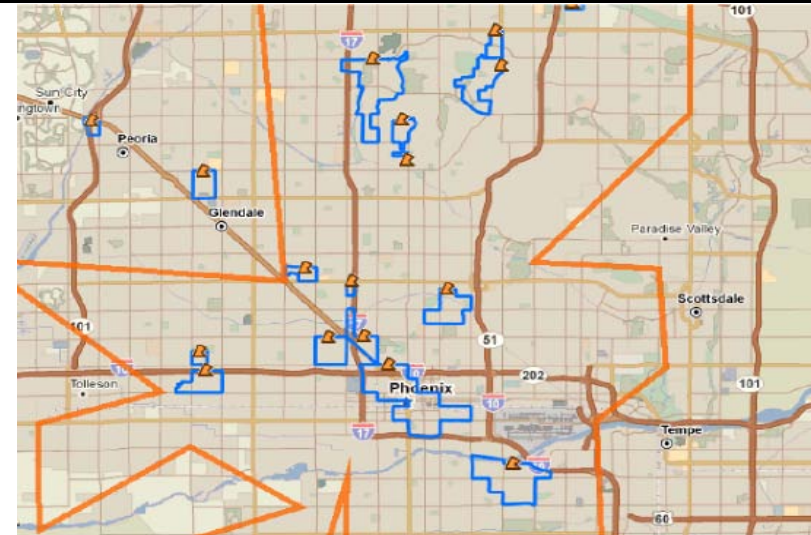 101
17
Sun City
ngtown
Peoria
Glendale
Paradise Valley
Scottsdale
101
51
10
Tolleson
202
101
Phoenix
10
17
Tempe
60